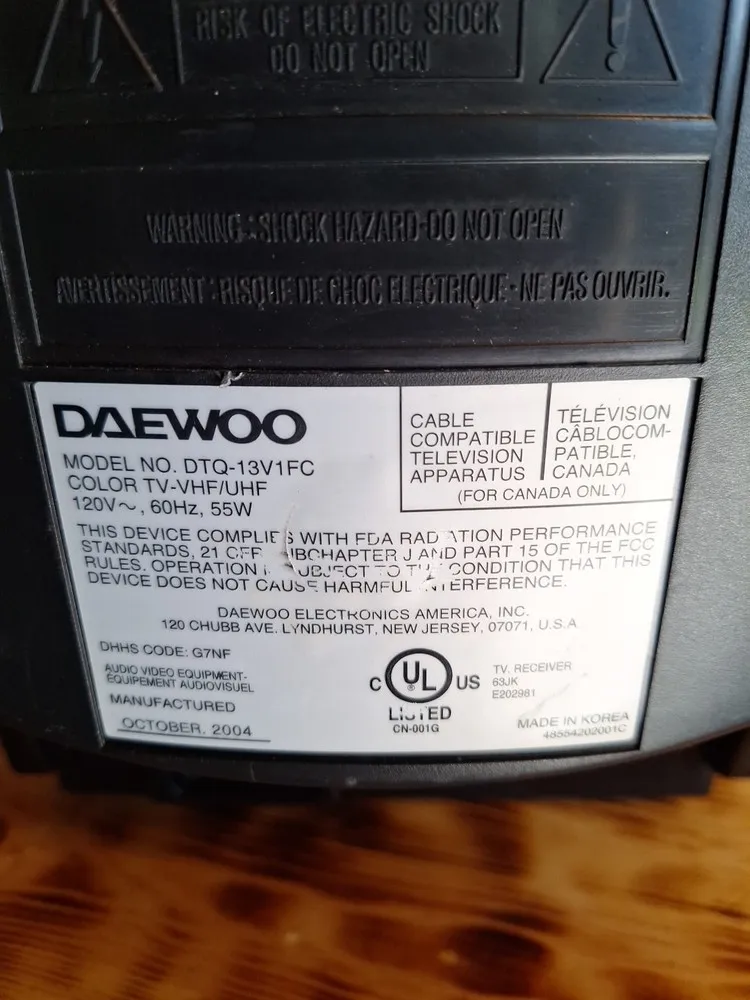 RISK OF ELECTRIC SHOCK
DO NOT OPEN
WARNING : SHOCK HAZARD-DO NOT OPEN
AVERTISSEMENT : RISQUE DE CHOC ELECTRIQUE - NE PAS OUVRIR.
DAEWOO
MODEL NO. DTQ-13V1FC
COLOR TV-VHF/UHF
120V~, 60Hz, 55W
CABLE
COMPATIBLE
TELEVISION
APPARATUS
TÉLÉVISION
CÂBLOCOM-
PATIBLE,
CANADA
(FOR CANADA ONLY)
THIS DEVICE COMPLIES WITH FDA RADIATION PERFORMANCE
STANDARDS, 21 CFR SUBCHAPTER J AND PART 15 OF THE FCC
RULES. OPERATION SUBJECT TO THE CONDITION THAT THIS
DEVICE DOES NOT CAUSE HARMFUL INTERFERENCE.
DAEWOO ELECTRONICS AMERICA, INC.
120 CHUBB AVE. LYNDHURST, NEW JERSEY, 07071, U.S.A
DHHS CODE: G7NF
AUDIO VIDEO EQUIPMENT-
ÉQUIPEMENT AUDIOVISUEL
MANUFACTURED
OCTOBER, 2004
C UL US
LISTED
CN-001G
TV. RECEIVER
63JK
E202981
MADE IN KOREA
48554202001C